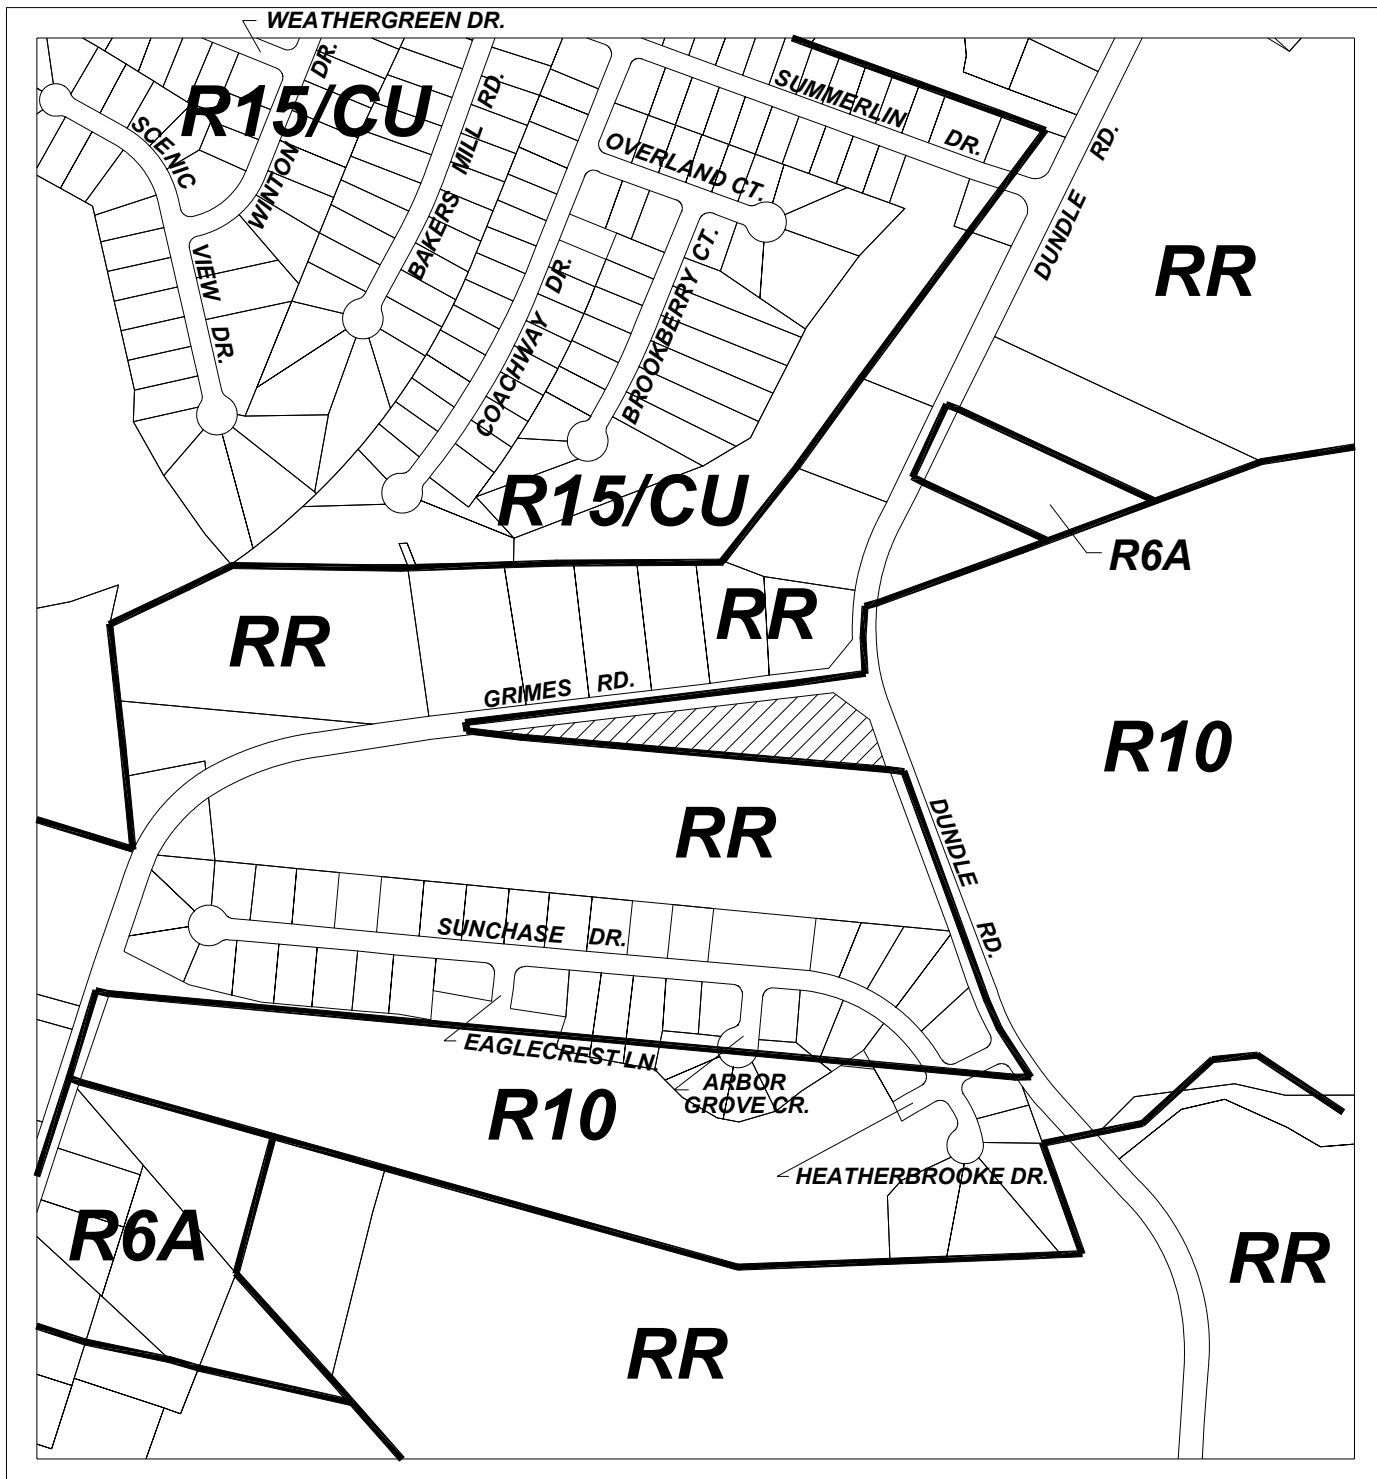 WEATHERGREEN DR.
R15/CU
SCENIC
VIEW DR.
WINTON DR.
BAKERS MILL RD.
COACHWAY DR.
SUMMERLIN DR.
OVERLAND CT.
BROOKBERRY CT.
DUNDLE RD.
RR
R15/CU
R6A
RR
RR
GRIMES RD.
R10
RR
DUNDLE RD.
SUNCHASE DR.
EAGLECREST LN.
ARBOR
GROVE CR.
R10
HEATHERBROOKE DR.
R6A
RR
RR